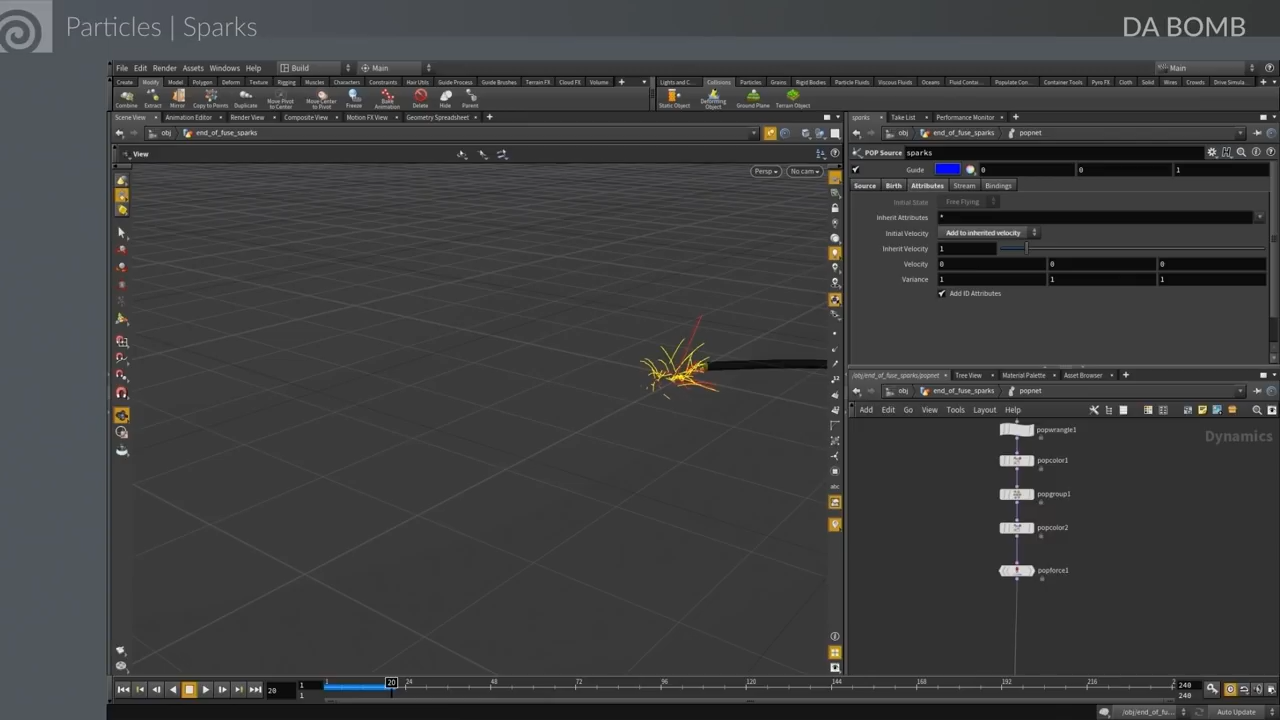 Particles | Sparks
DA BOMB
File Edit Render Assets Windows Help Build Main
Main
Create Modify Model Polygon Deform Texture Rigging Muscles Characters Constraints Hair Utils Guide Process Guide Brushes Terrain FX Cloud FX Volume
Lights and C... Collisions Particles Grains Rigid Bodies Particle Fluids Viscous Fluids Oceans Fluid Contai... Populate Con... Container Tools Pyro FX Cloth Solid Wires Crowds Drive Simula...
Combine Extract Mirror Copy to Points Duplicate Move Pivot to Center Move Center to Pivot Freeze Bake Animation Delete Hide Parent
Static Object Deforming Object Ground Plane Terrain Object
Scene View Animation Editor Render View Composite View Motion FX View Geometry Spreadsheet
sparks Take List Performance Monitor
obj end_of_fuse_sparks
obj end_of_fuse_sparks popnet
View
POP Source sparks
Persp No cam
Guide 0 0 1
Source Birth Attributes Stream Bindings
Initial State Free Flying
Inherit Attributes *
Initial Velocity Add to inherited velocity
Inherit Velocity 1
Velocity 0 0 0
Variance 1 1 1
Add ID Attributes
/obj/end_of_fuse_sparks/popnet Tree View Material Palette Asset Browser
obj end_of_fuse_sparks popnet
Add Edit Go View Tools Layout Help
popwrangle1
Dynamics
popcolor1
popgroup1
popcolor2
popforce1
abc
20 1 1 1 20 24 48 72 96 120 144 168 192 2 240 240
/obj/end_of_fu... Auto Update